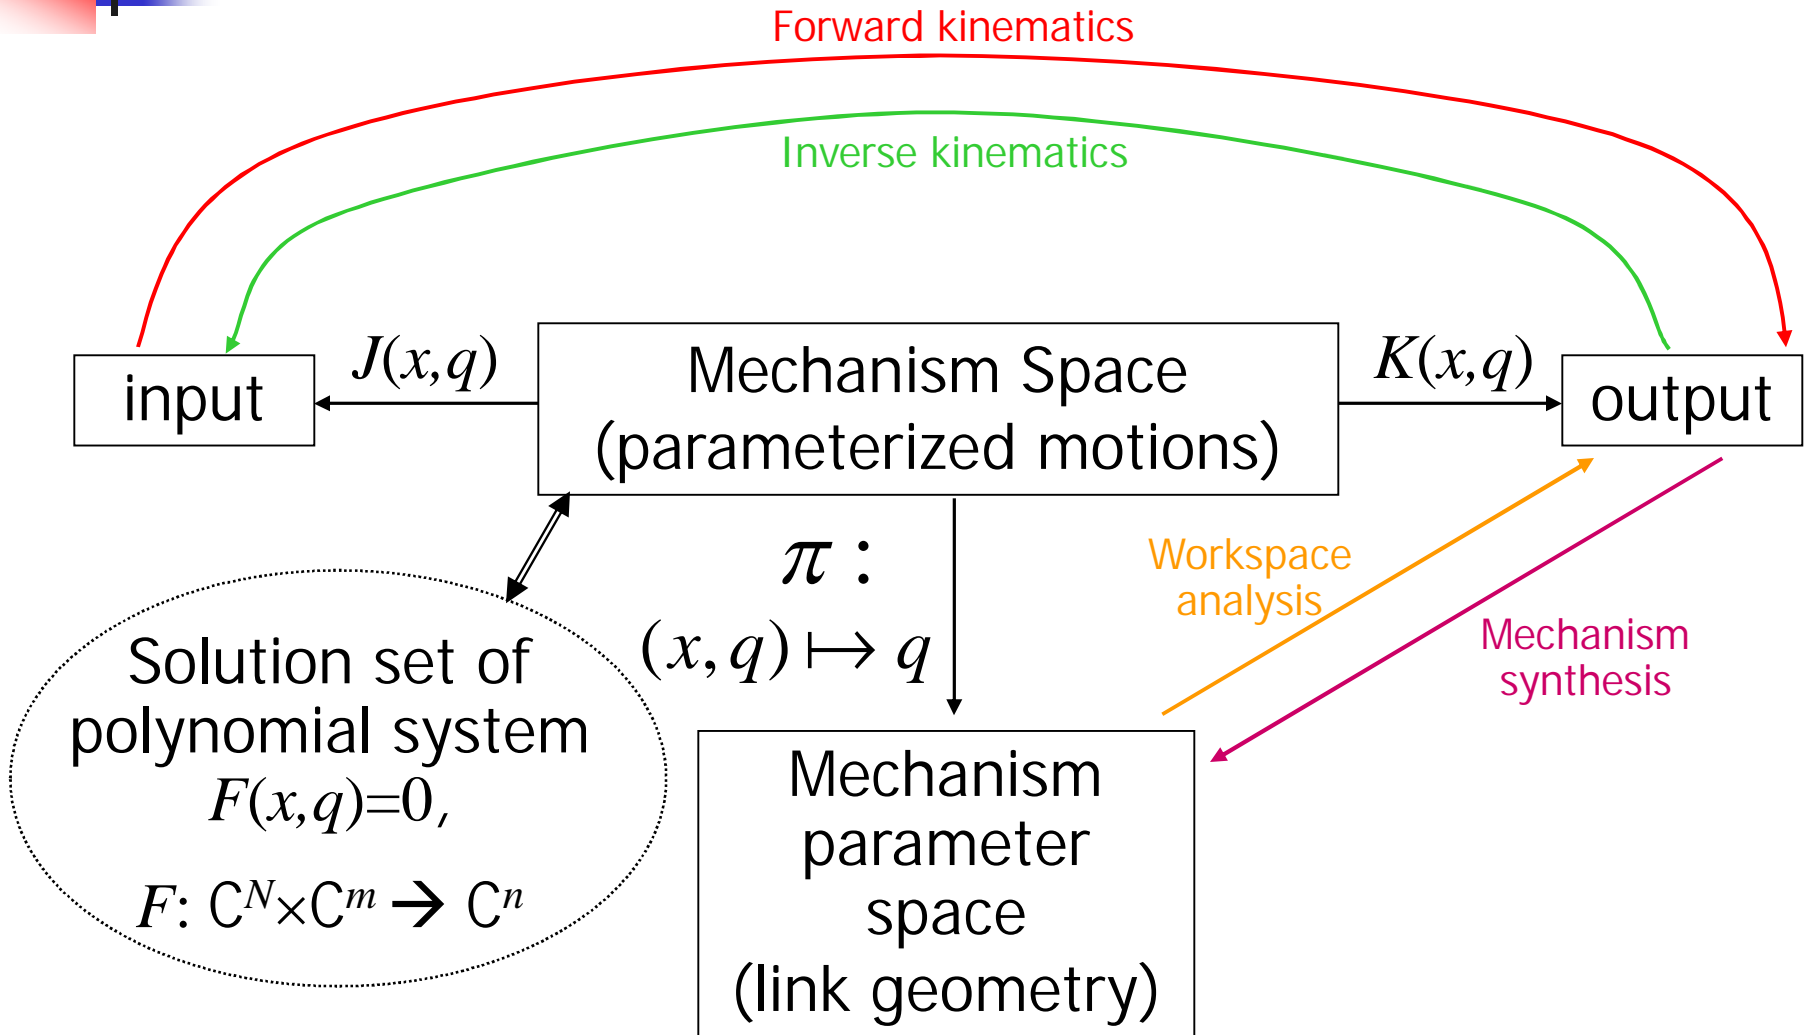 Forward kinematics
Inverse kinematics
input
J(x,q)
Mechanism Space
(parameterized motions)
K(x,q)
output
π :
(x, q) ↦ q
Workspace
analysis
Mechanism
synthesis
Solution set of
polynomial system
F(x,q)=0,
F: C^N×C^m → C^n
Mechanism
parameter
space
(link geometry)